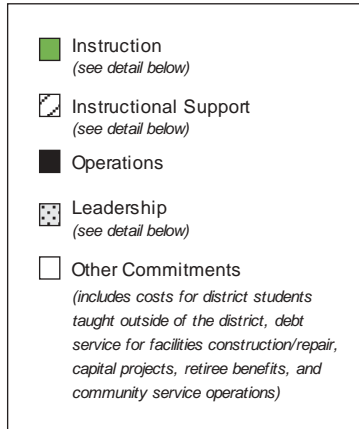 Instruction
(see detail below)
Instructional Support
(see detail below)
Operations
Leadership
(see detail below)
Other Commitments
(includes costs for district students
taught outside of the district, debt
service for facilities construction/repair,
capital projects, retiree benefits, and
community service operations)